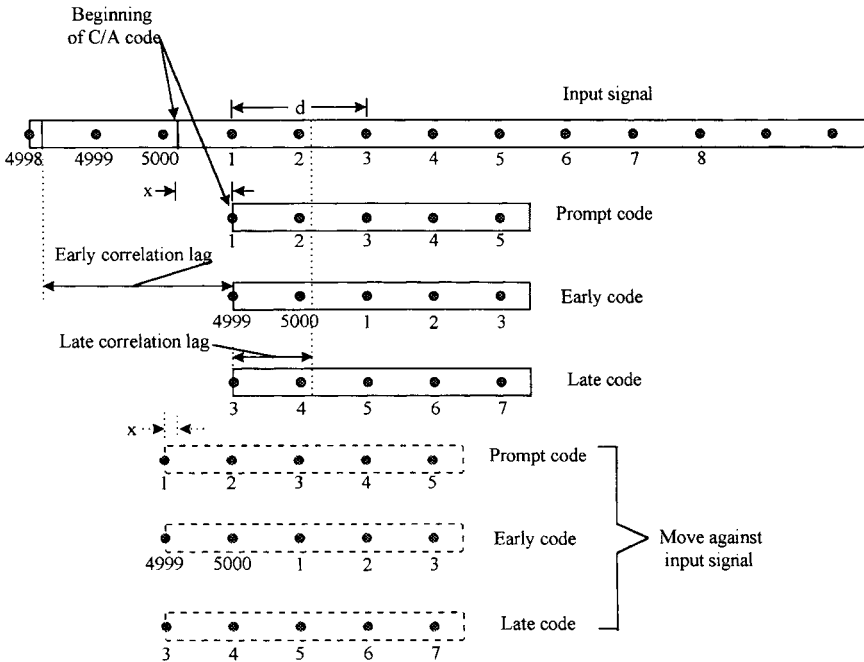 Beginning
of C/A code
d
Input signal
4998 4999 5000 1 2 3 4 5 6 7 8
x
Prompt code
1 2 3 4 5
Early correlation lag
Early code
4999 5000 1 2 3
Late correlation lag
Late code
3 4 5 6 7
x
Prompt code
1 2 3 4 5
Early code
4999 5000 1 2 3
Move against
input signal
Late code
3 4 5 6 7